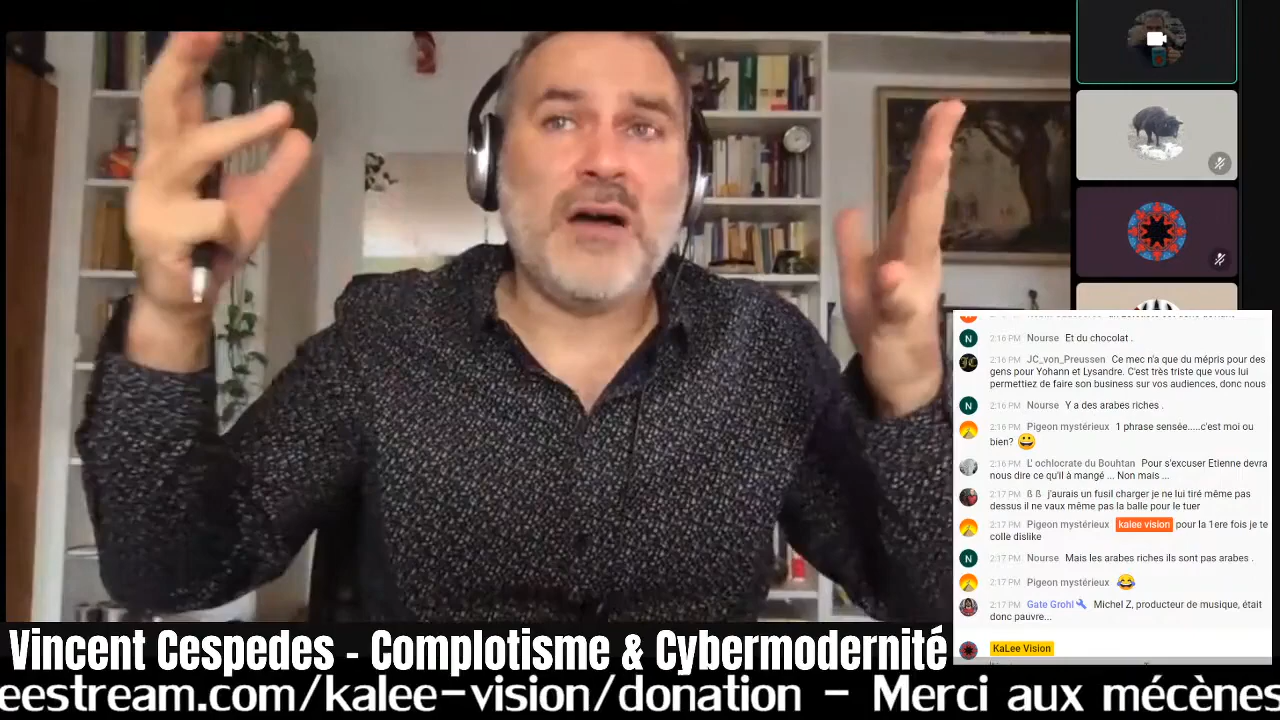 2:16 PM Nourse Et du chocolat .
2:16 PM JC_von_Preussen Ce mec n'a que du mépris pour des
gens pour Yohann et Lysandre. C'est très triste que vous lui
permettiez de faire son business sur vos audiences, donc nous
2:16 PM Nourse Y a des arabes riches .
2:16 PM Pigeon mystérieux 1 phrase sensée.....c'est moi ou
bien? 😀
2:16 PM L' ochlocrate du Bouhtan Pour s'excuser Etienne devra
nous dire ce qu'il à mangé ... Non mais ...
2:17 PM ß ß j'aurais un fusil charger je ne lui tiré même pas
dessus il ne vaux même pas la balle pour le tuer
2:17 PM Pigeon mystérieux kalee vision pour la 1ere fois je te
colle dislike
2:17 PM Nourse Mais les arabes riches ils sont pas arabes .
2:17 PM Pigeon mystérieux 😂
2:17 PM Gate Grohl Michel Z, producteur de musique, était
donc pauvre...
KaLee Vision
Vincent Cespedes - Complotisme & Cybermodernité
eestream.com/kalee-vision/donation - Merci aux mécènes